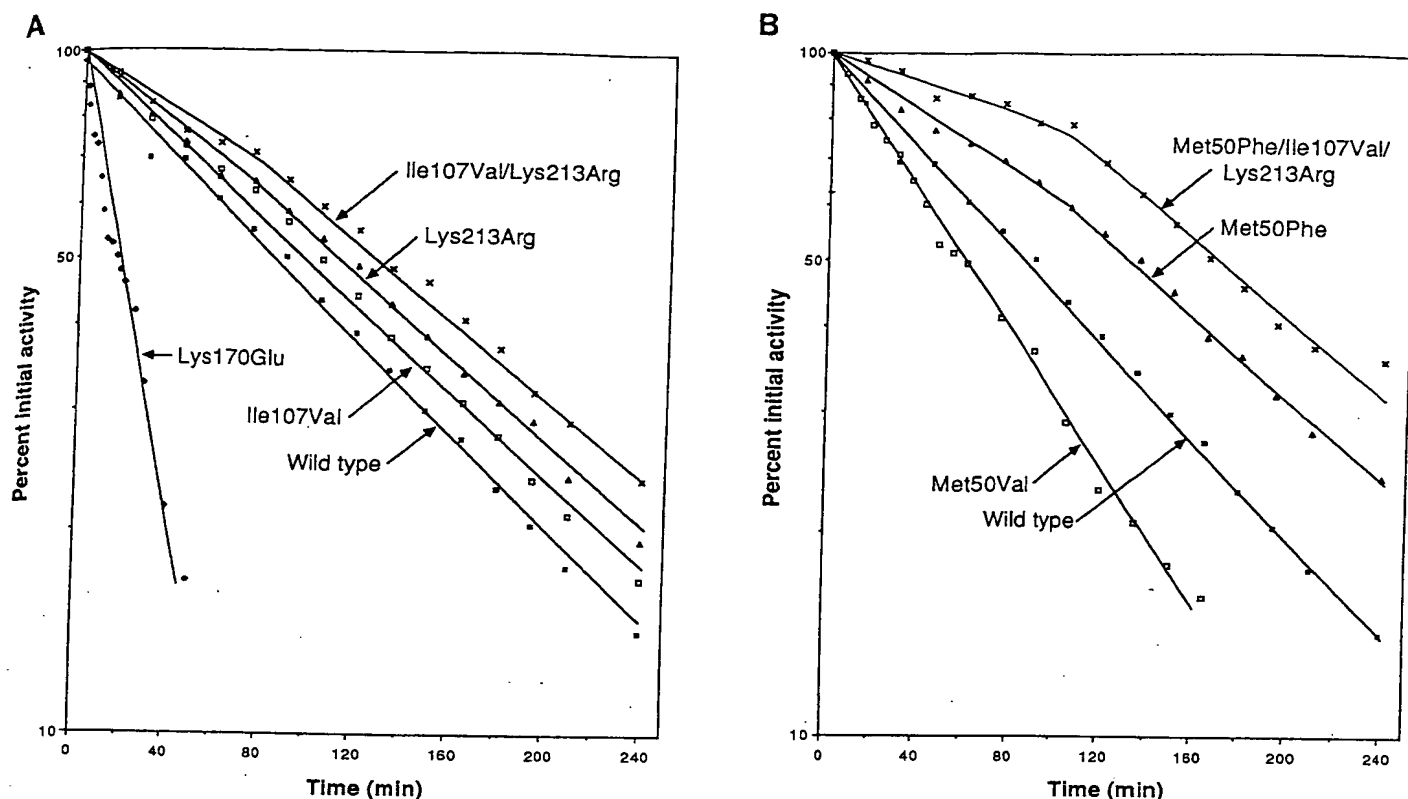 A
100
50
10
0
40
80
120
160
200
240
Percent initial activity
Time (min)
Ile107Val/Lys213Arg
Lys213Arg
Lys170Glu
Ile107Val
Wild type
B
100
50
10
0
40
80
120
160
200
240
Percent initial activity
Time (min)
Met50Phe/Ile107Val/
Lys213Arg
Met50Phe
Met50Val
Wild type